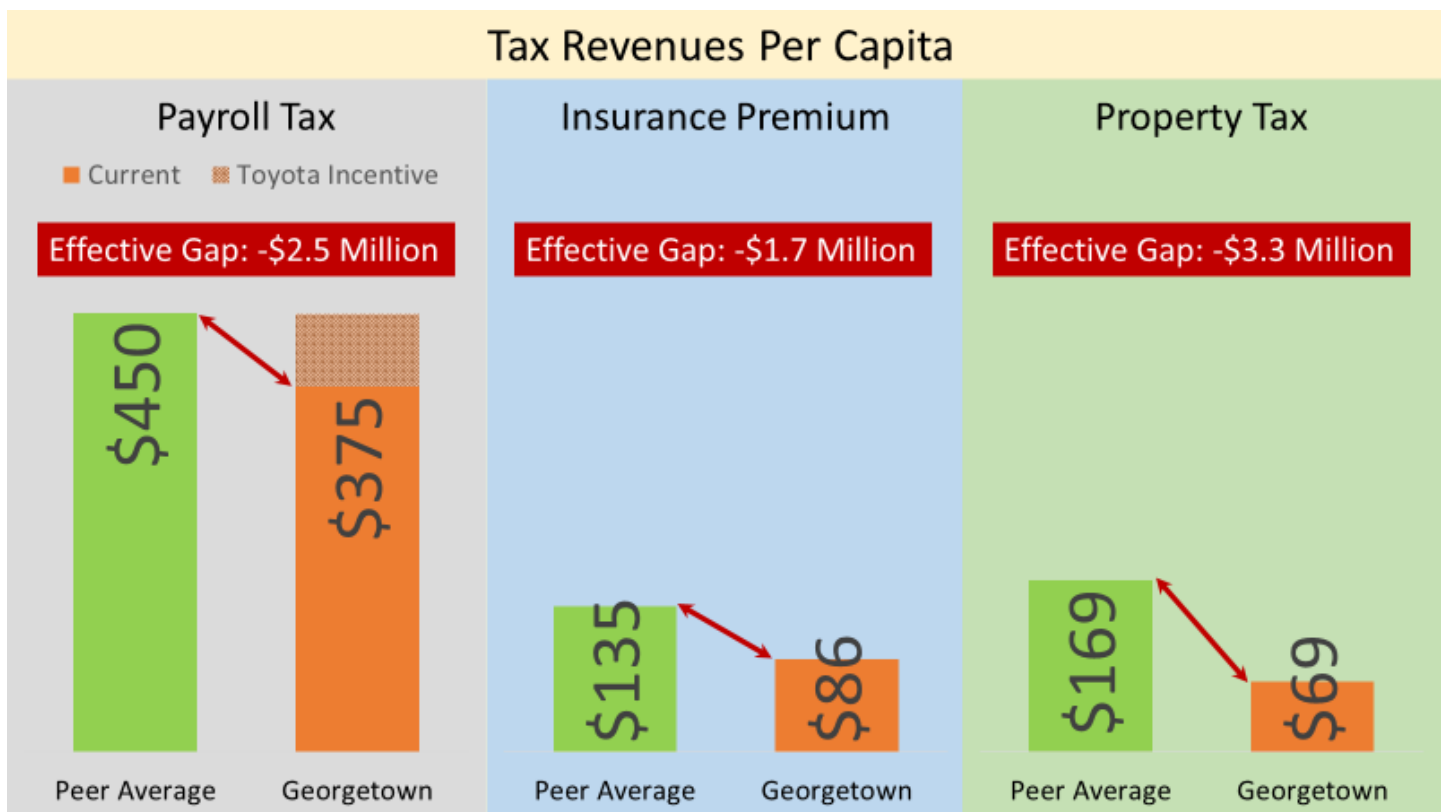 Tax Revenues Per Capita
Payroll Tax
Current Toyota Incentive
Effective Gap: -$2.5 Million
$450
$375
Peer Average Georgetown
Insurance Premium
Effective Gap: -$1.7 Million
$135
$86
Peer Average Georgetown
Property Tax
Effective Gap: -$3.3 Million
$169
$69
Peer Average Georgetown